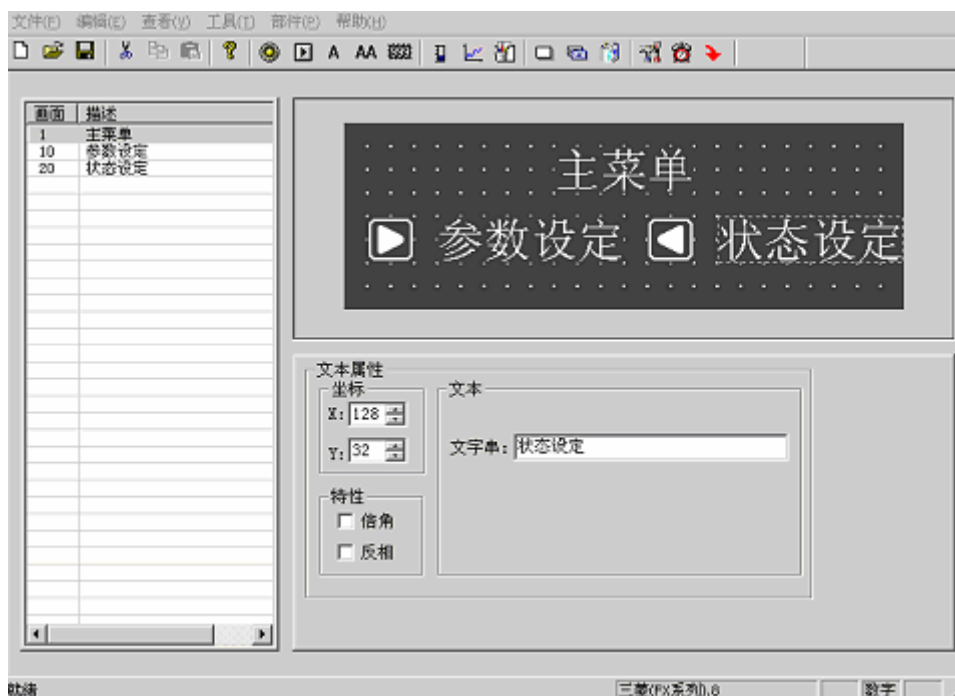 文件(F) 编辑(E) 查看(V) 工具(T) 部件(P) 帮助(H)
A AA
画面 描述
1 主菜单
10 参数设定
20 状态设定
主菜单
参数设定 状态设定
文本属性
坐标
X: 128
Y: 32
特性
倍角
反相
文本
文字串: 状态设定
就绪
三菱(FX系列).8
数字